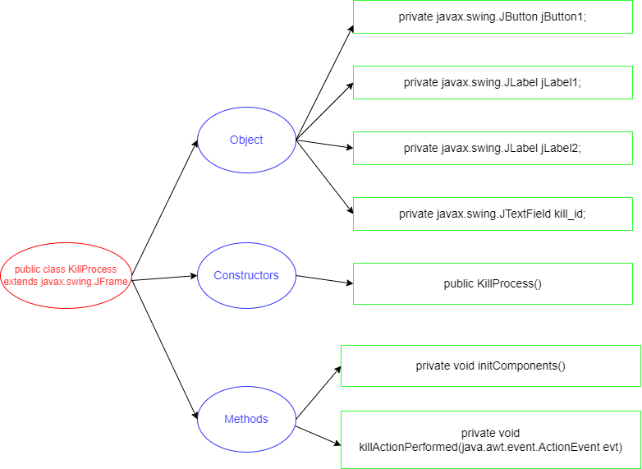 private javax.swing.JButton jButton1;
private javax.swing.JLabel jLabel1;
Object
private javax.swing.JLabel jLabel2;
private javax.swing.JTextField kill_id;
public class KillProcess
extends javax.swing.JFrame
Constructors
public KillProcess()
private void initComponents()
Methods
private void
killActionPerformed(java.awt.event.ActionEvent evt)